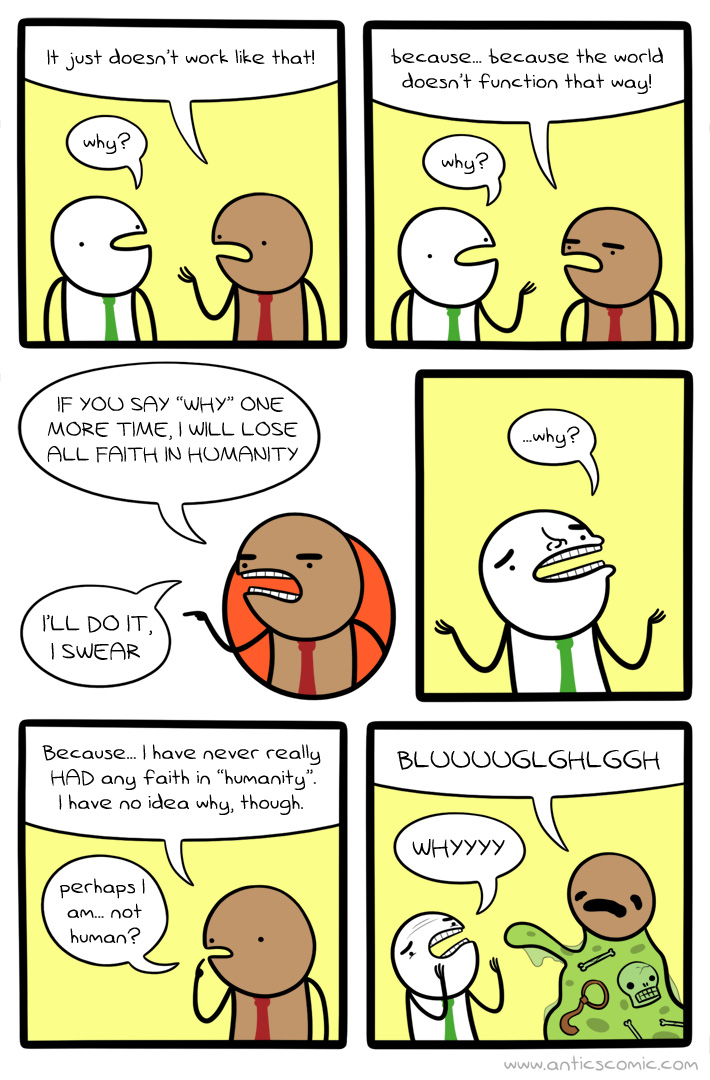 It just doesn't work like that!
why?
because... because the world
doesn't function that way!
why?
IF YOU SAY "WHY" ONE
MORE TIME, I WILL LOSE
ALL FAITH IN HUMANITY
I'LL DO IT,
I SWEAR
...why?
Because... I have never really
HAD any faith in "humanity".
I have no idea why, though.
perhaps I
am... not
human?
BLUUUUGLGHLGGH
WHYYYY
www.anticscomic.com